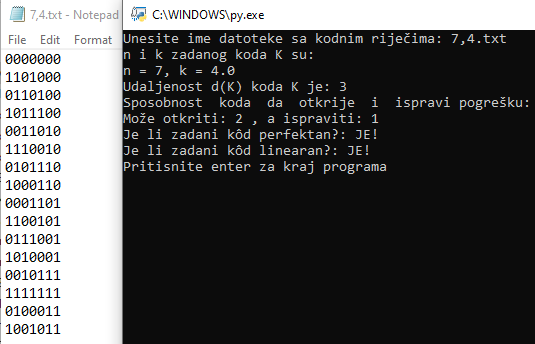 7,4.txt - Notepad
File Edit Format
0000000
1101000
0110100
1011100
0011010
1110010
0101110
1000110
0001101
1100101
0111001
1010001
0010111
1111111
0100011
1001011
C:\WINDOWS\py.exe
Unesite ime datoteke sa kodnim riječima: 7,4.txt
n i k zadanog koda K su:
n = 7, k = 4.0
Udaljenost d(K) koda K je: 3
Sposobnost koda da otkrije i ispravi pogrešku:
Može otkriti: 2 , a ispraviti: 1
Je li zadani kôd perfektan?: JE!
Je li zadani kôd linearan?: JE!
Pritisnite enter za kraj programa